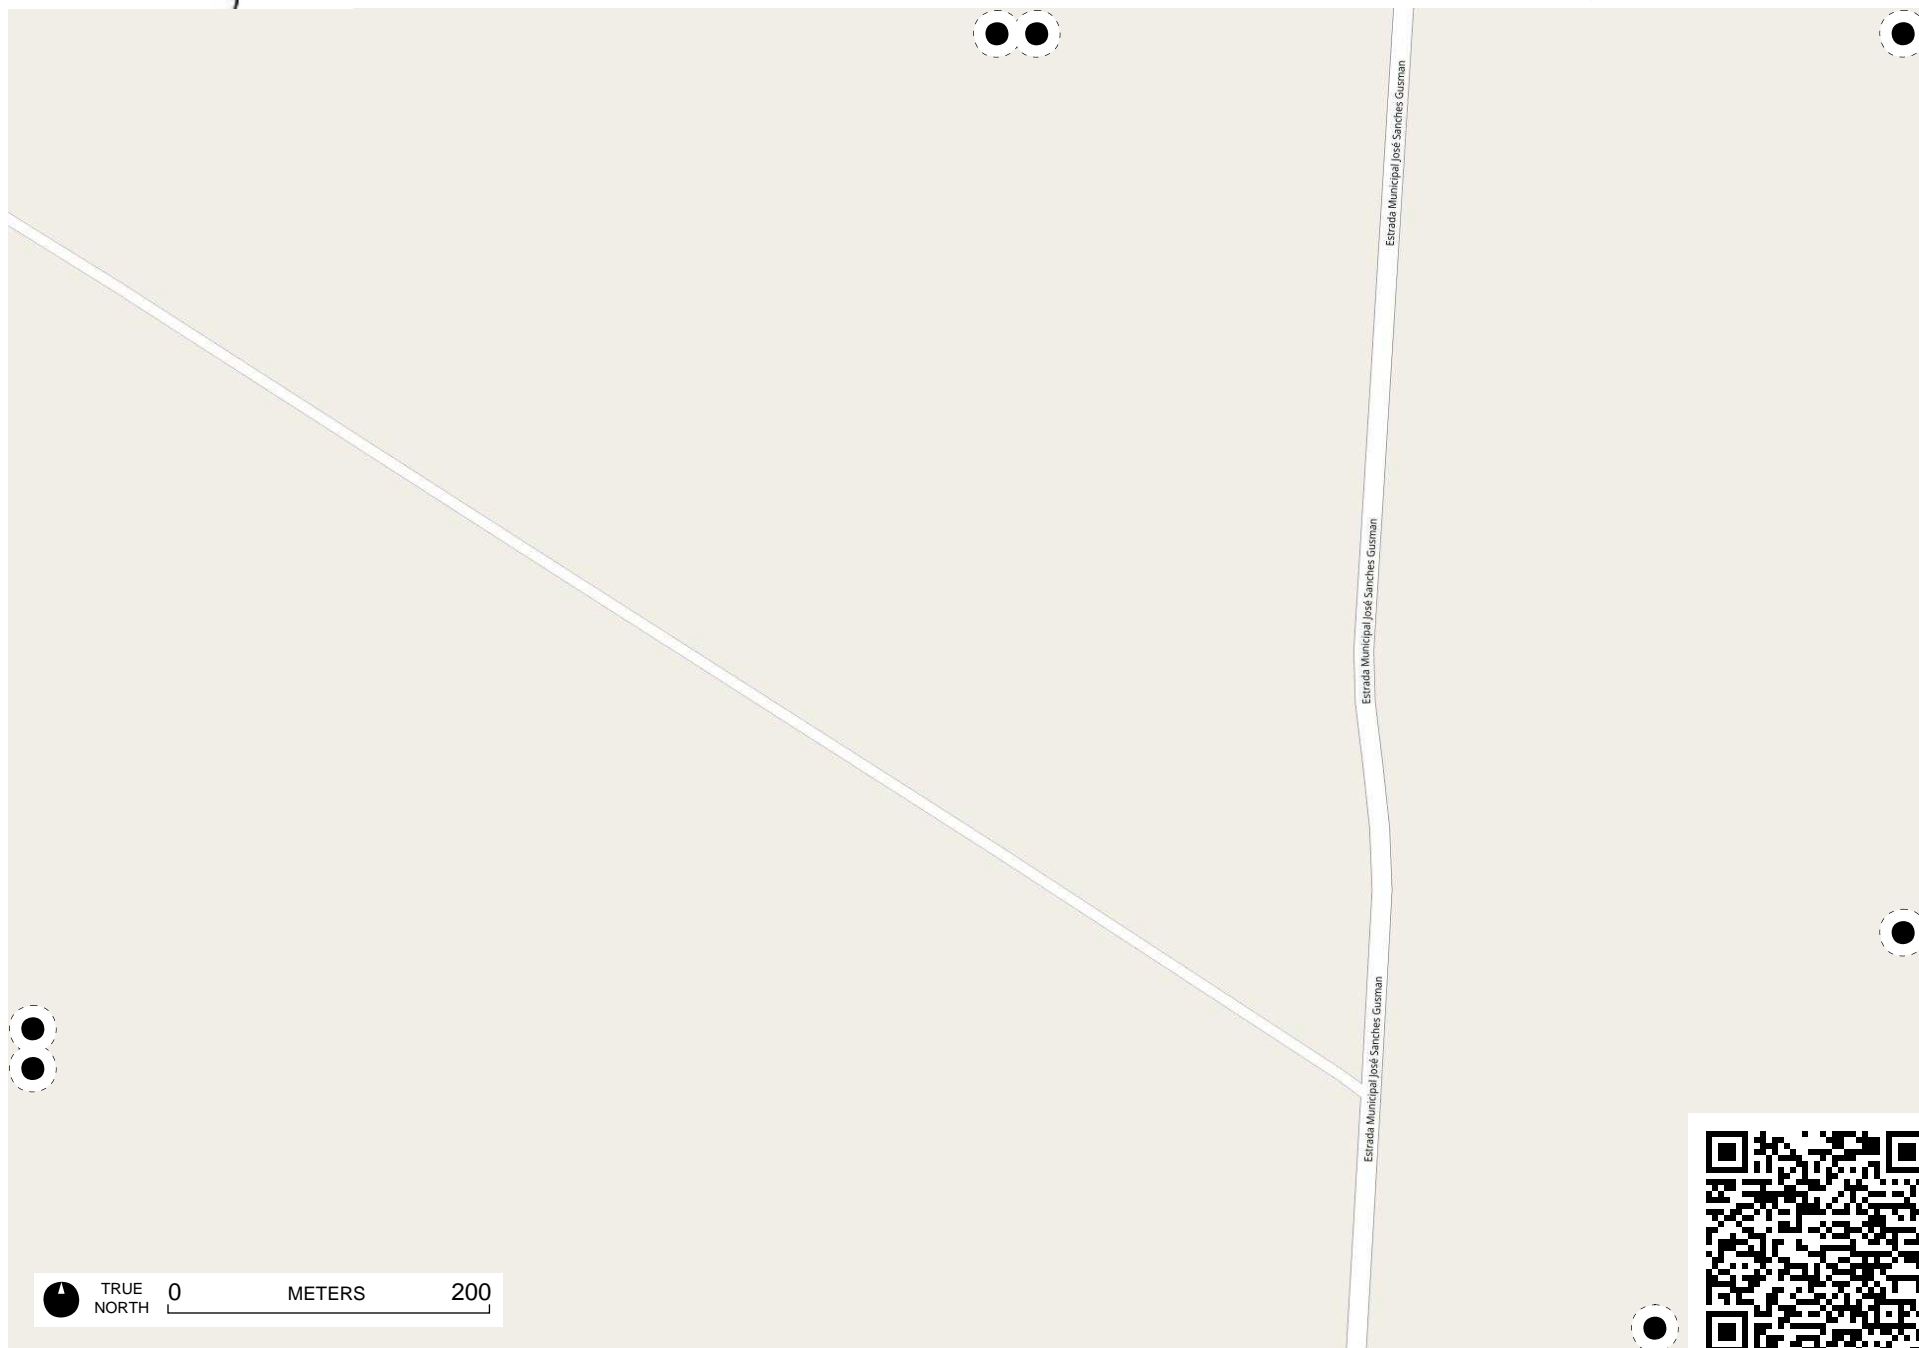 Estrada Municipal José Sanches Gusman
Estrada Municipal José Sanches Gusman
Estrada Municipal José Sanches Gusman
TRUE
NORTH
0 METERS 200